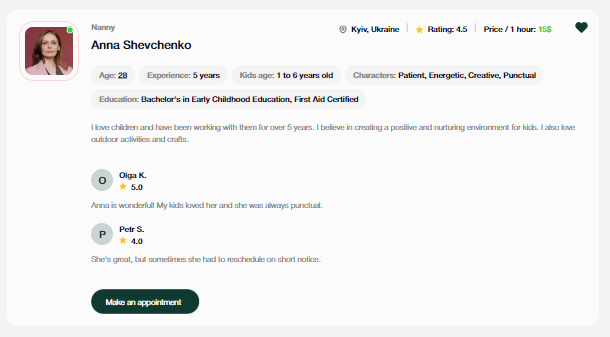 Nanny
Kyiv, Ukraine Rating: 4.5 Price / 1 hour: 15$
Anna Shevchenko
Age: 28 Experience: 5 years Kids age: 1 to 6 years old Characters: Patient, Energetic, Creative, Punctual
Education: Bachelor's in Early Childhood Education, First Aid Certified
I love children and have been working with them for over 5 years. I believe in creating a positive and nurturing environment for kids. I also love
outdoor activities and crafts.
O
Olga K.
5.0
Anna is wonderful! My kids loved her and she was always punctual.
P
Petr S.
4.0
She's great, but sometimes she had to reschedule on short notice.
Make an appointment